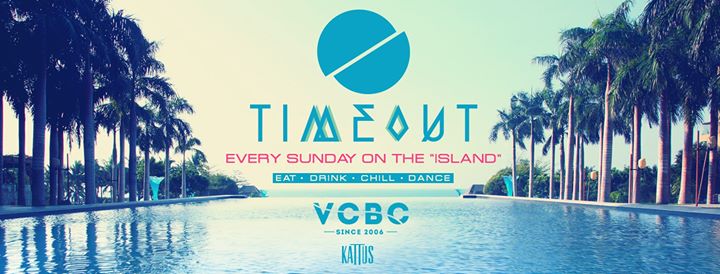 TIMEOUT
EVERY SUNDAY ON THE "ISLAND"
EAT • DRINK • CHILL • DANCE
VCBC
— SINCE 2006 —
KATTUS